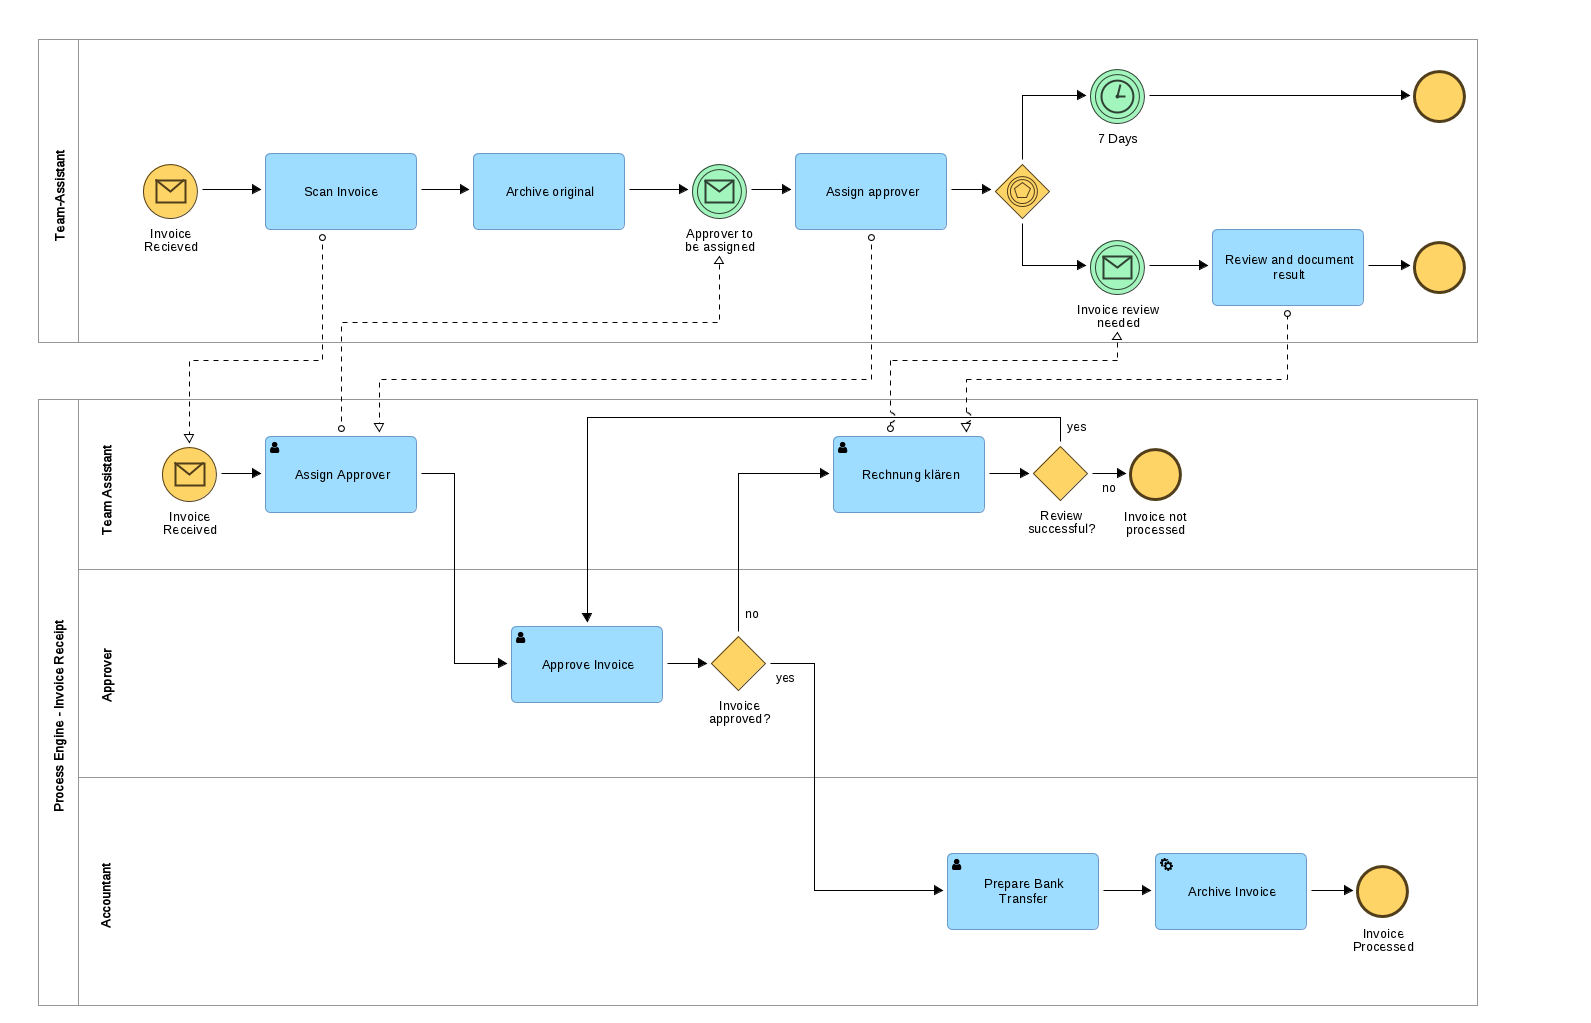 Team-Assistant
7 Days
Scan Invoice
Archive original
Assign approver
Invoice
Recieved
Approver to
be assigned
Review and document
result
Invoice review
needed
Process Engine - Invoice Receipt
Team Assistant
yes
Assign Approver
Rechnung klären
no
Invoice
Received
Review
successful?
Invoice not
processed
Approver
no
Approve Invoice
yes
Invoice
approved?
Accountant
Prepare Bank
Transfer
Archive Invoice
Invoice
Processed